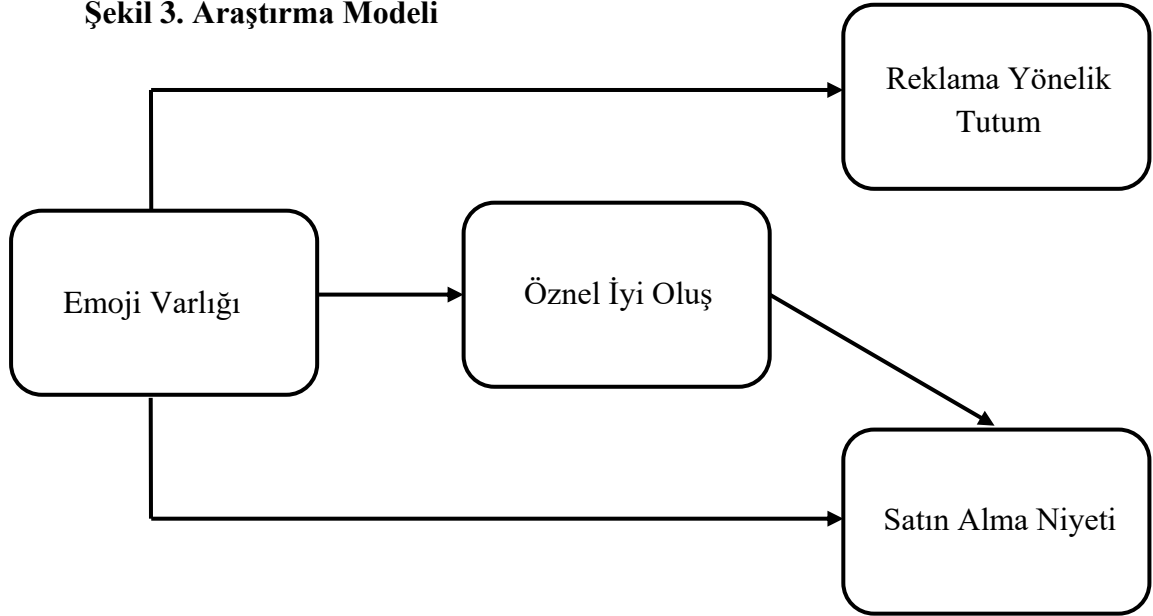 Şekil 3. Araştırma Modeli
Reklama Yönelik
Tutum
Emoji Varlığı
Öznel İyi Oluş
Satın Alma Niyeti